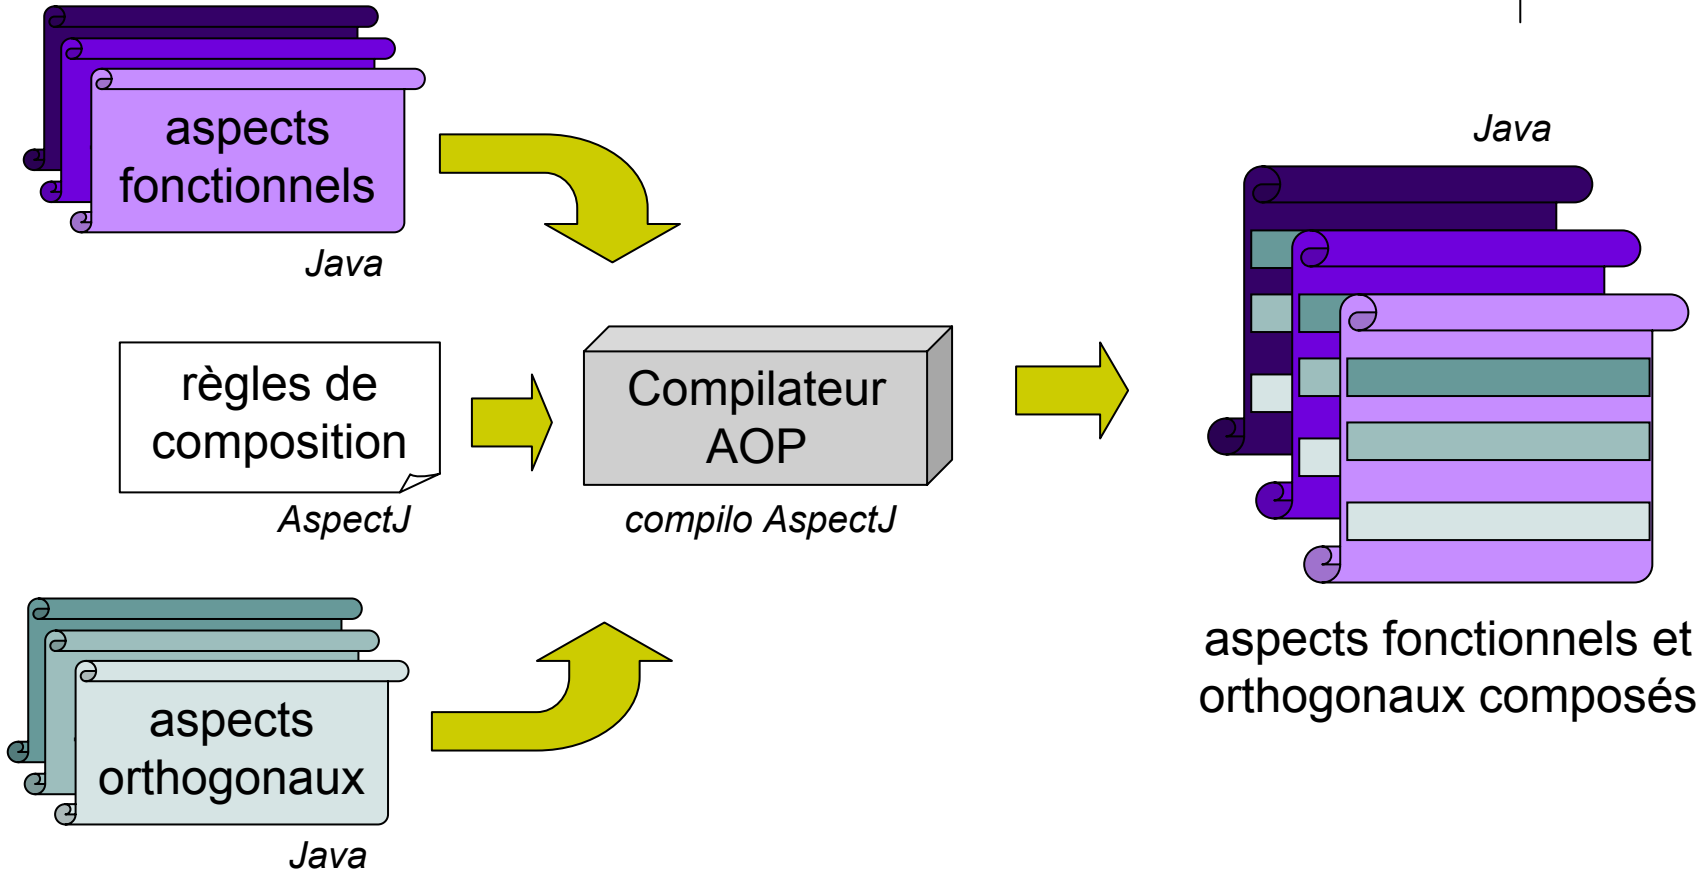 aspects
fonctionnels
Java
règles de
composition
AspectJ
aspects
orthogonaux
Java
Compilateur
AOP
compilo AspectJ
Java
aspects fonctionnels et
orthogonaux composés